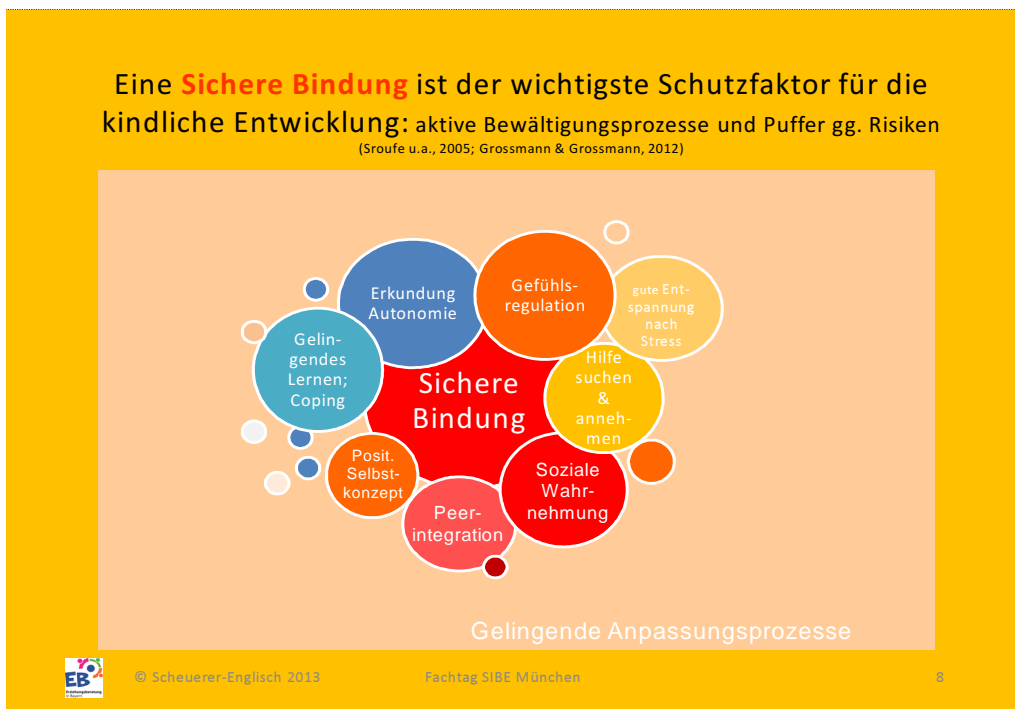 Eine Sichere Bindung ist der wichtigste Schutzfaktor für die
kindliche Entwicklung: aktive Bewältigungsprozesse und Puffer gg. Risiken
(Sroufe u.a., 2005; Grossmann & Grossmann, 2012)
Erkundung
Autonomie
Gefühls-
regulation
gute Ent-
spannung
nach
Stress
Gelin-
gendes
Lernen;
Coping
Sichere
Bindung
Hilfe
suchen
&
anneh-
men
Posit.
Selbst-
konzept
Peer-
integration
Soziale
Wahr-
nehmung
Gelingende Anpassungsprozesse
EB
Erziehungsberatung
in Bayern
© Scheuerer-Englisch 2013
Fachtag SIBE München
8